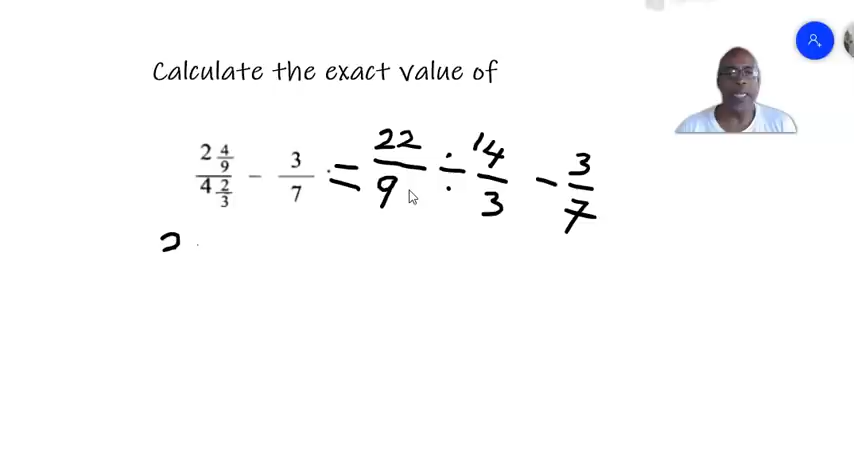 Calculate the exact value of
2 4/9 / 4 2/3 - 3/7 . = 22/9 ÷ 14/3 - 3/7
=